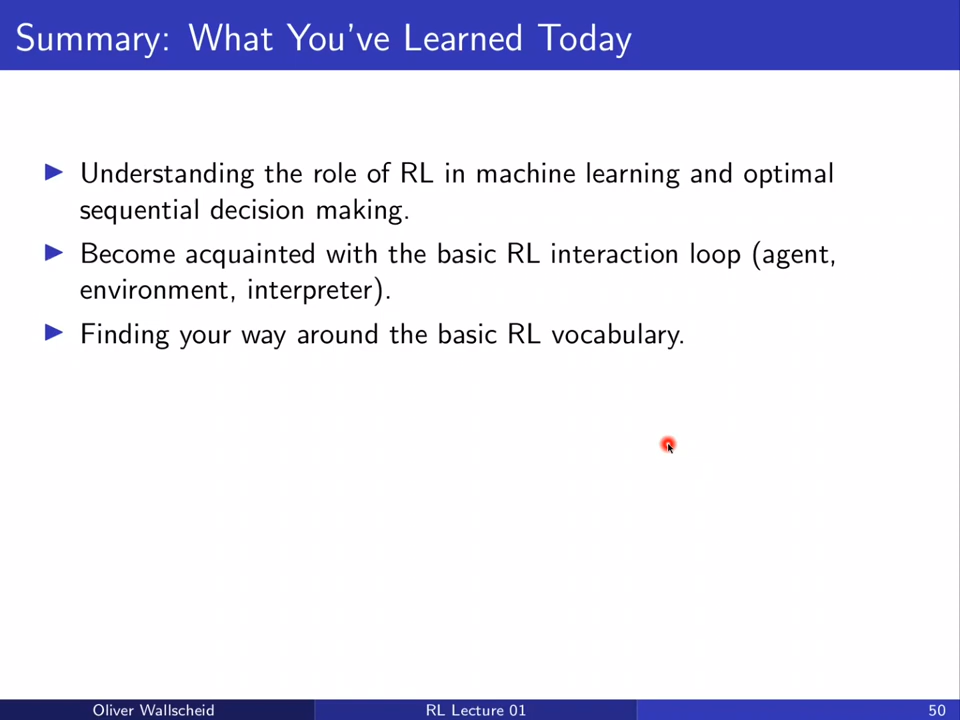 Summary: What You've Learned Today
Understanding the role of RL in machine learning and optimal
sequential decision making.
Become acquainted with the basic RL interaction loop (agent,
environment, interpreter).
Finding your way around the basic RL vocabulary.
Oliver Wallscheid
RL Lecture 01
50